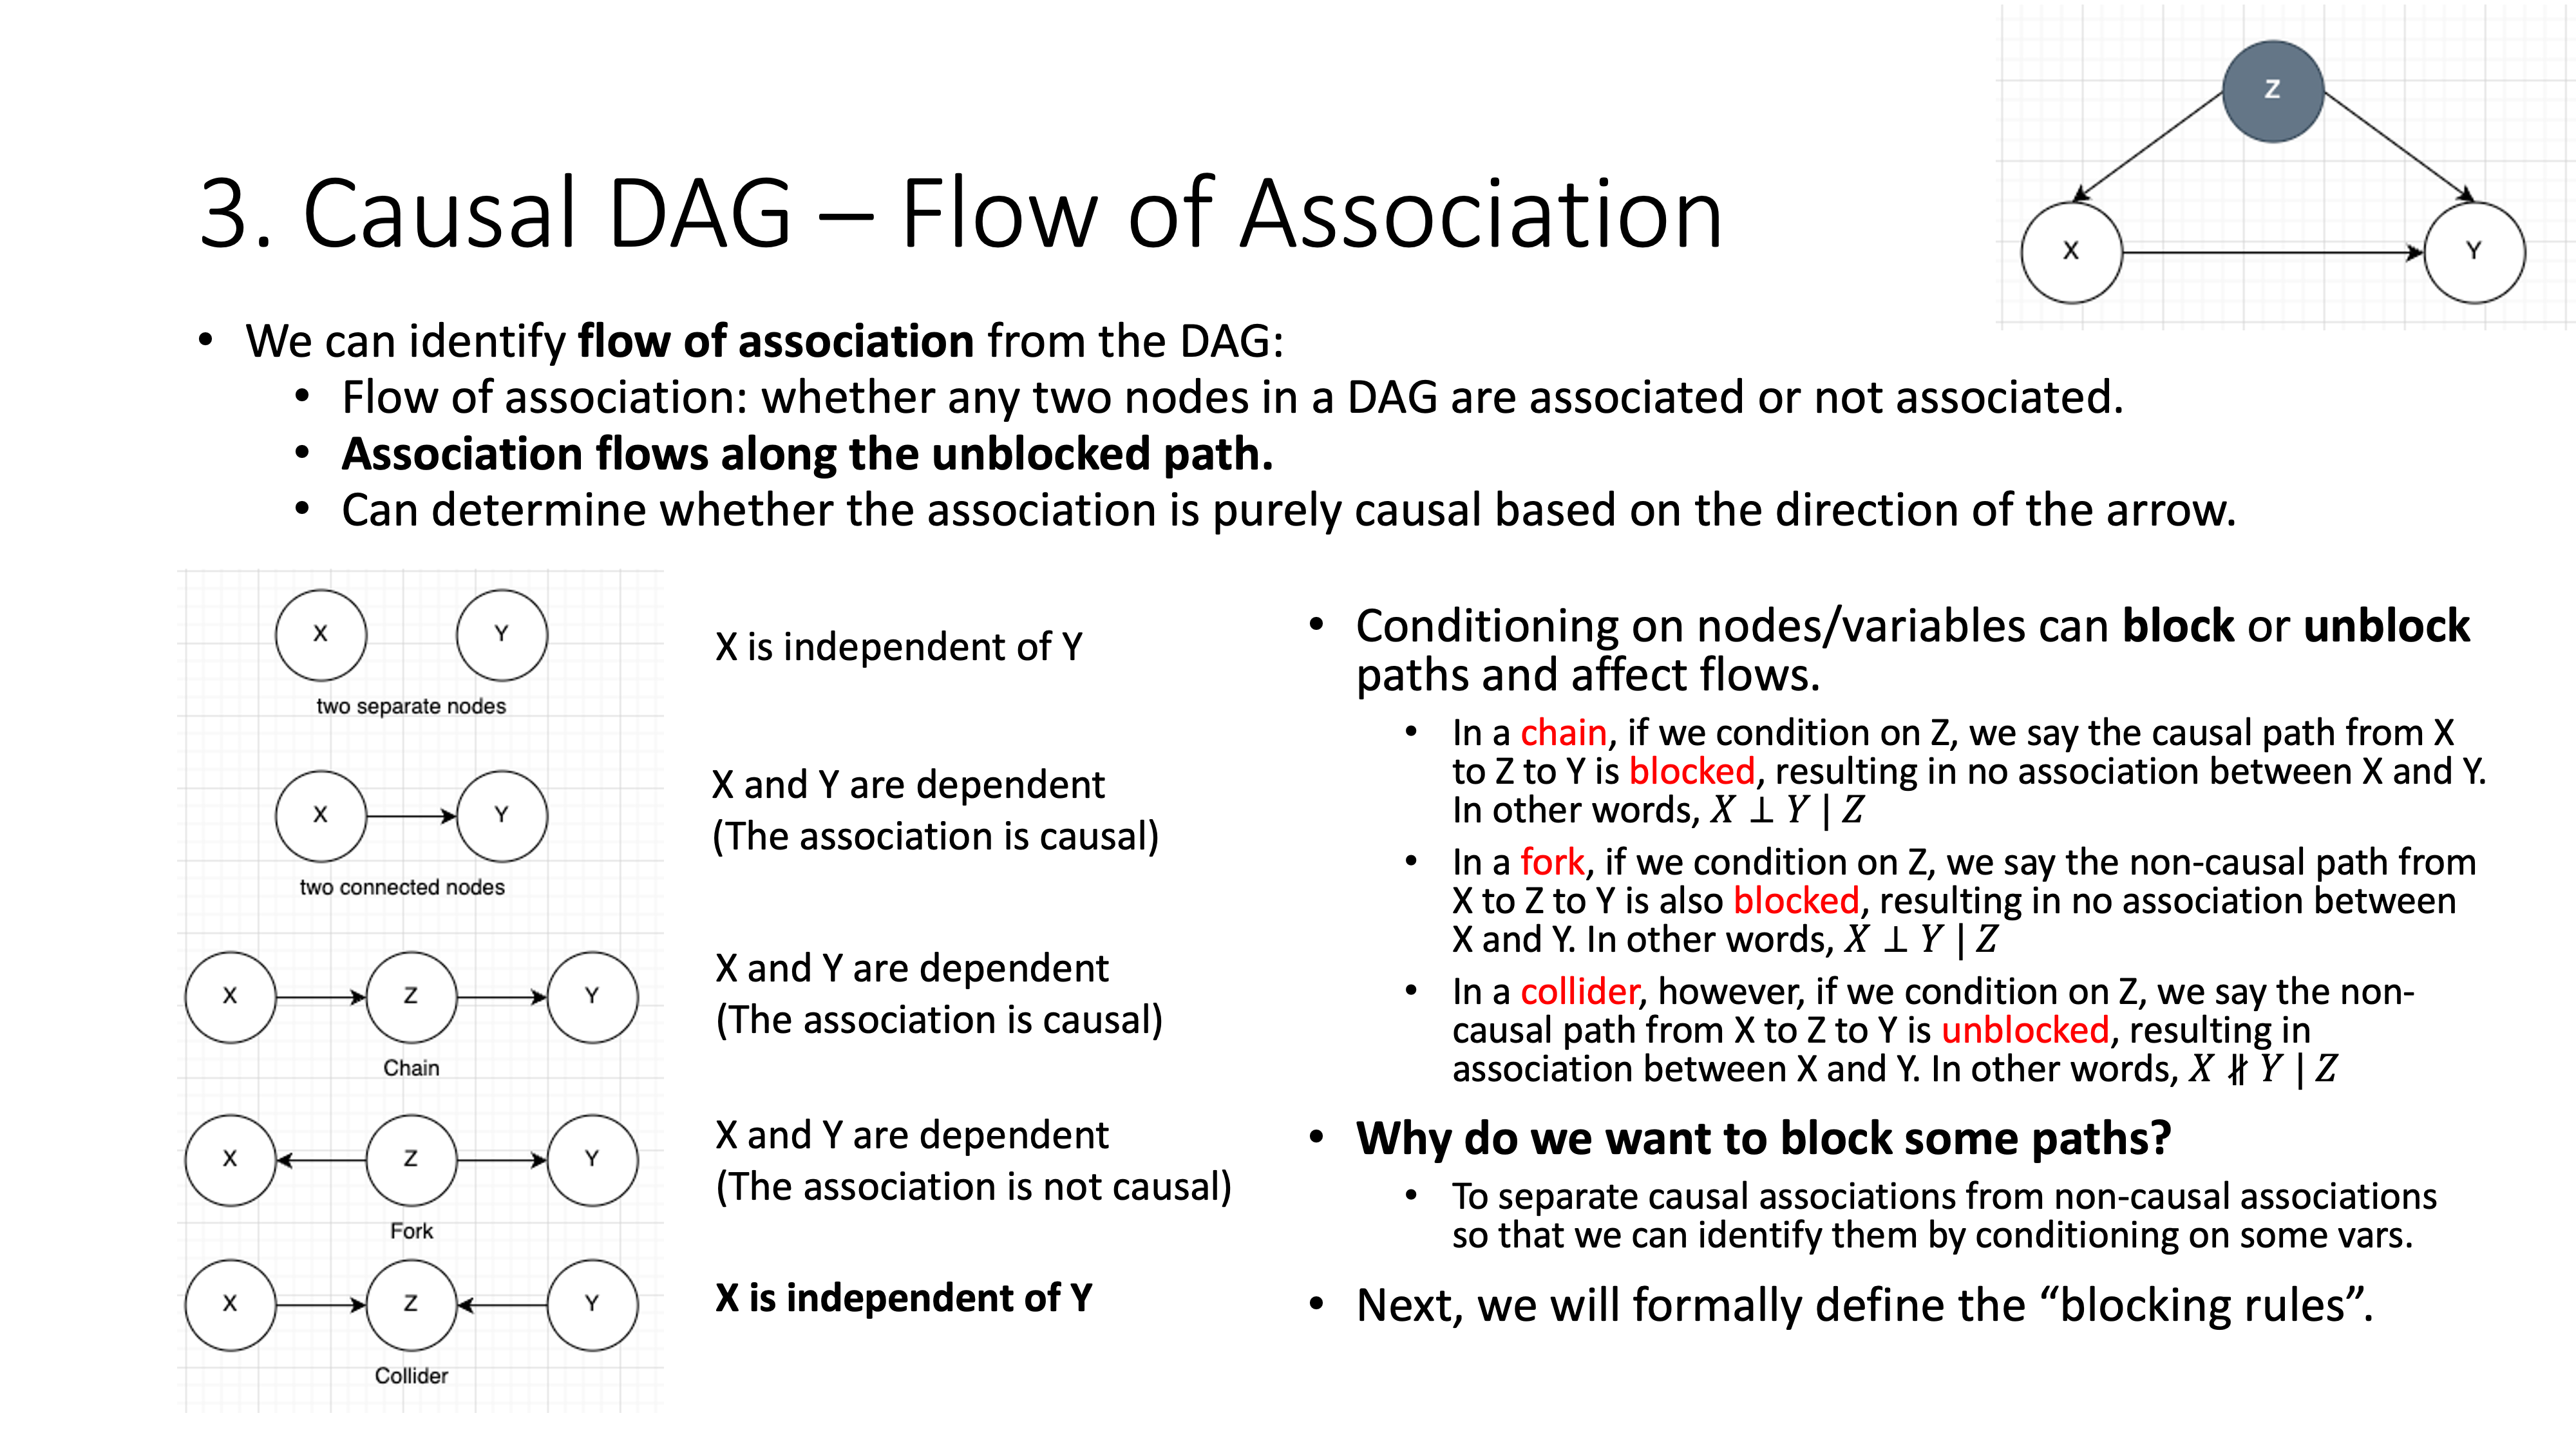 Z
X
Y
3. Causal DAG – Flow of Association
• We can identify flow of association from the DAG:
• Flow of association: whether any two nodes in a DAG are associated or not associated.
• Association flows along the unblocked path.
• Can determine whether the association is purely causal based on the direction of the arrow.
X Y
two separate nodes
X is independent of Y
X Y
two connected nodes
X and Y are dependent
(The association is causal)
X Z Y
Chain
X and Y are dependent
(The association is causal)
X Z Y
Fork
X and Y are dependent
(The association is not causal)
X Z Y
Collider
X is independent of Y
• Conditioning on nodes/variables can block or unblock
paths and affect flows.
• In a chain, if we condition on Z, we say the causal path from X
to Z to Y is blocked, resulting in no association between X and Y.
In other words, X ⊥ Y | Z
• In a fork, if we condition on Z, we say the non-causal path from
X to Z to Y is also blocked, resulting in no association between
X and Y. In other words, X ⊥ Y | Z
• In a collider, however, if we condition on Z, we say the non-
causal path from X to Z to Y is unblocked, resulting in
association between X and Y. In other words, X ∦ Y | Z
• Why do we want to block some paths?
• To separate causal associations from non-causal associations
so that we can identify them by conditioning on some vars.
• Next, we will formally define the “blocking rules”.